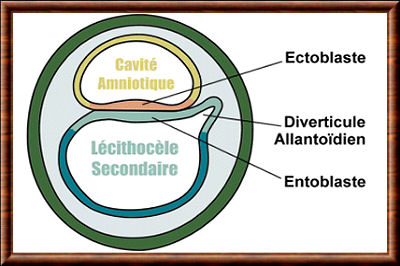 Cavité
Amniotique
Ectoblaste
Diverticule
Allantoïdien
Lécithocèle
Secondaire
Entoblaste